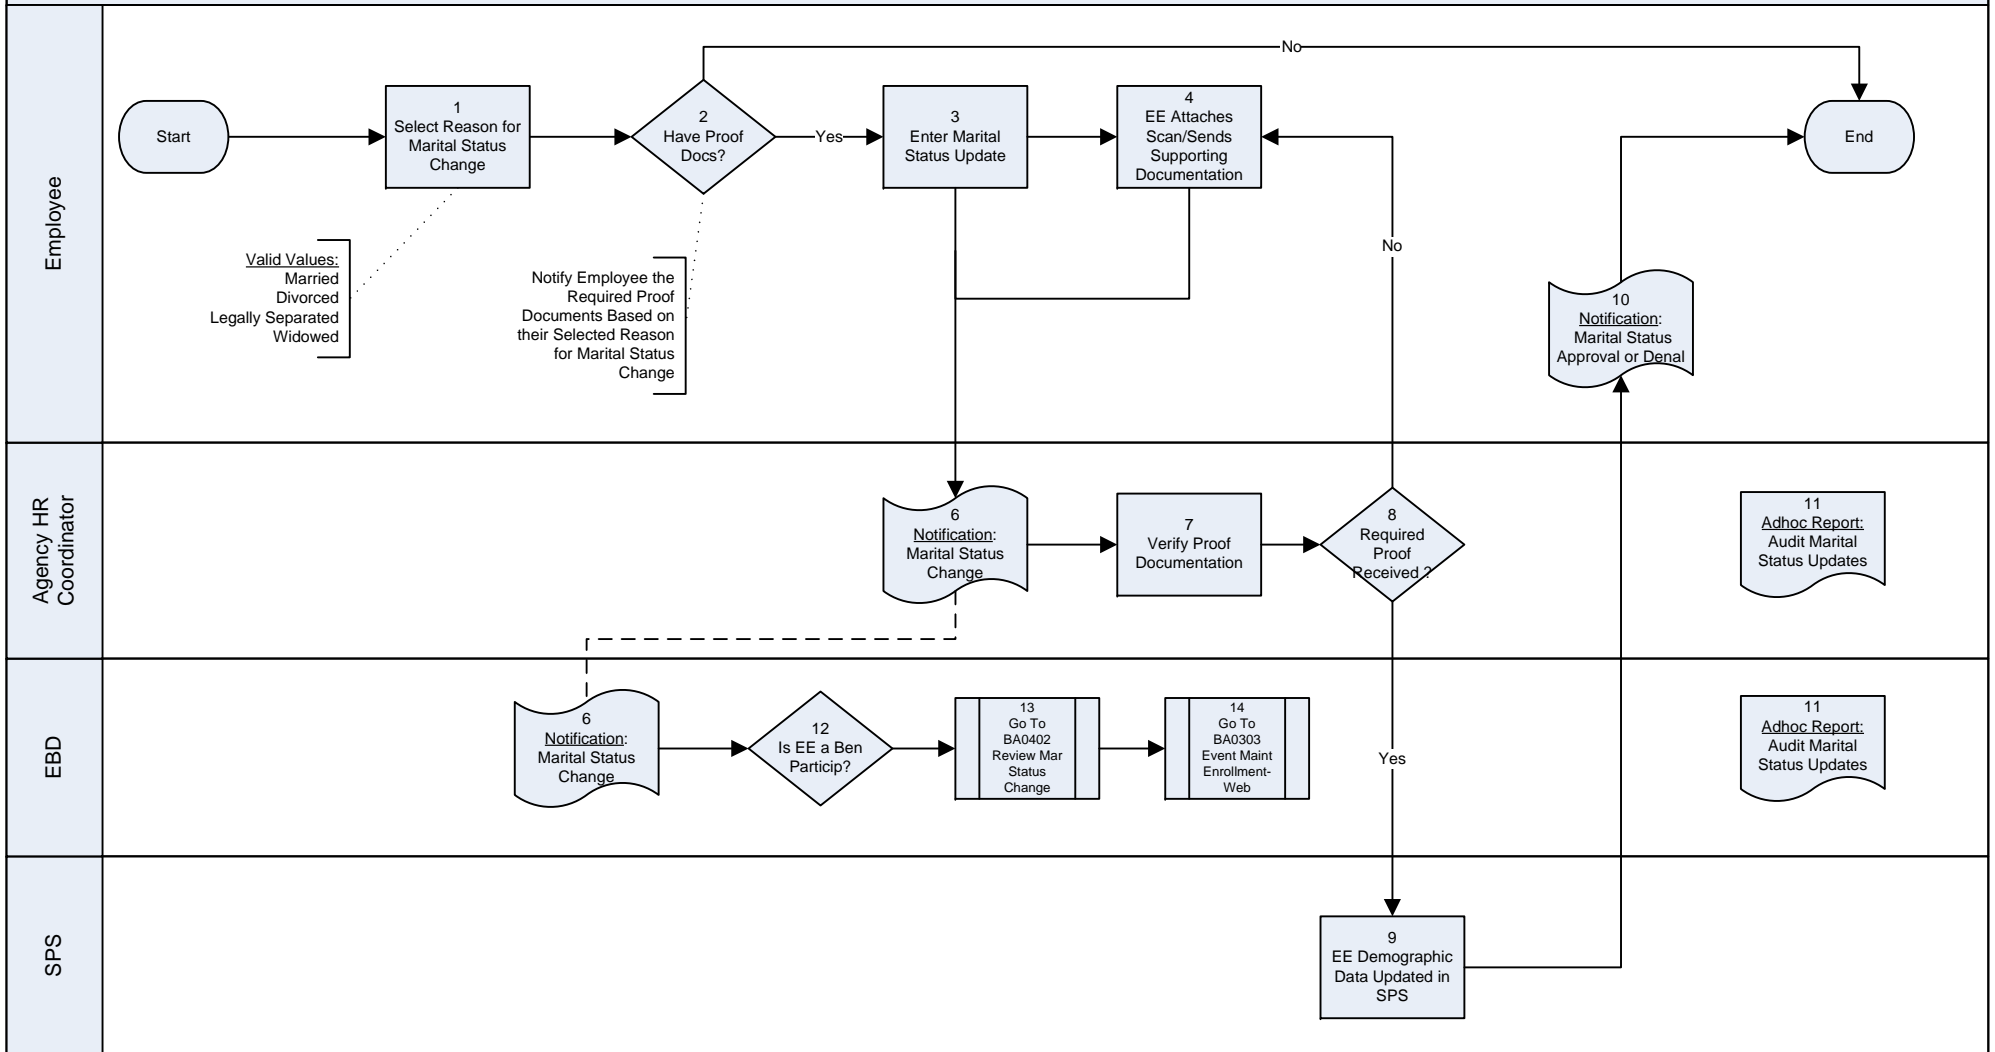 Employee
No
Start
1
Select Reason for
Marital Status
Change
2
Have Proof
Docs?
Yes
3
Enter Marital
Status Update
4
EE Attaches
Scan/Sends
Supporting
Documentation
End
Valid Values:
Married
Divorced
Legally Separated
Widowed
Notify Employee the
Required Proof
Documents Based on
their Selected Reason
for Marital Status
Change
No
10
Notification:
Marital Status
Approval or Denial
Agency HR
Coordinator
6
Notification:
Marital Status
Change
7
Verify Proof
Documentation
8
Required
Proof
Received ?
11
Adhoc Report:
Audit Marital
Status Updates
EBD
6
Notification:
Marital Status
Change
12
Is EE a Ben
Particip?
13
Go To
BA0402
Review Mar
Status
Change
14
Go To
BA0303
Event Maint
Enrollment-
Web
Yes
11
Adhoc Report:
Audit Marital
Status Updates
SPS
9
EE Demographic
Data Updated in
SPS